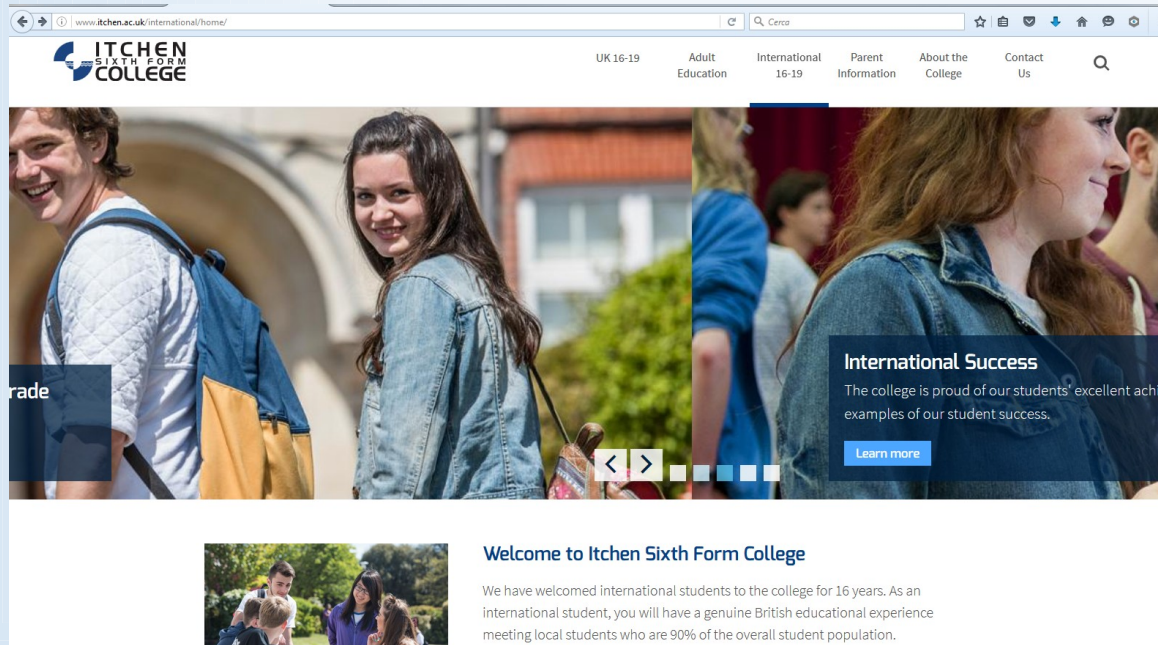 www.itchen.ac.uk/international/home/
Cerca
ITCHEN
SIXTH FORM
COLLEGE
UK 16-19
Adult
Education
International
16-19
Parent
Information
About the
College
Contact
Us
rade
International Success
The college is proud of our students' excellent achi
examples of our student success.
Learn more
Welcome to Itchen Sixth Form College
We have welcomed international students to the college for 16 years. As an
international student, you will have a genuine British educational experience
meeting local students who are 90% of the overall student population.